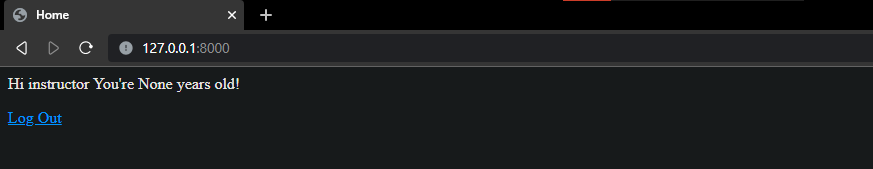 Home
127.0.0.1:8000
Hi instructor You're None years old!
Log Out